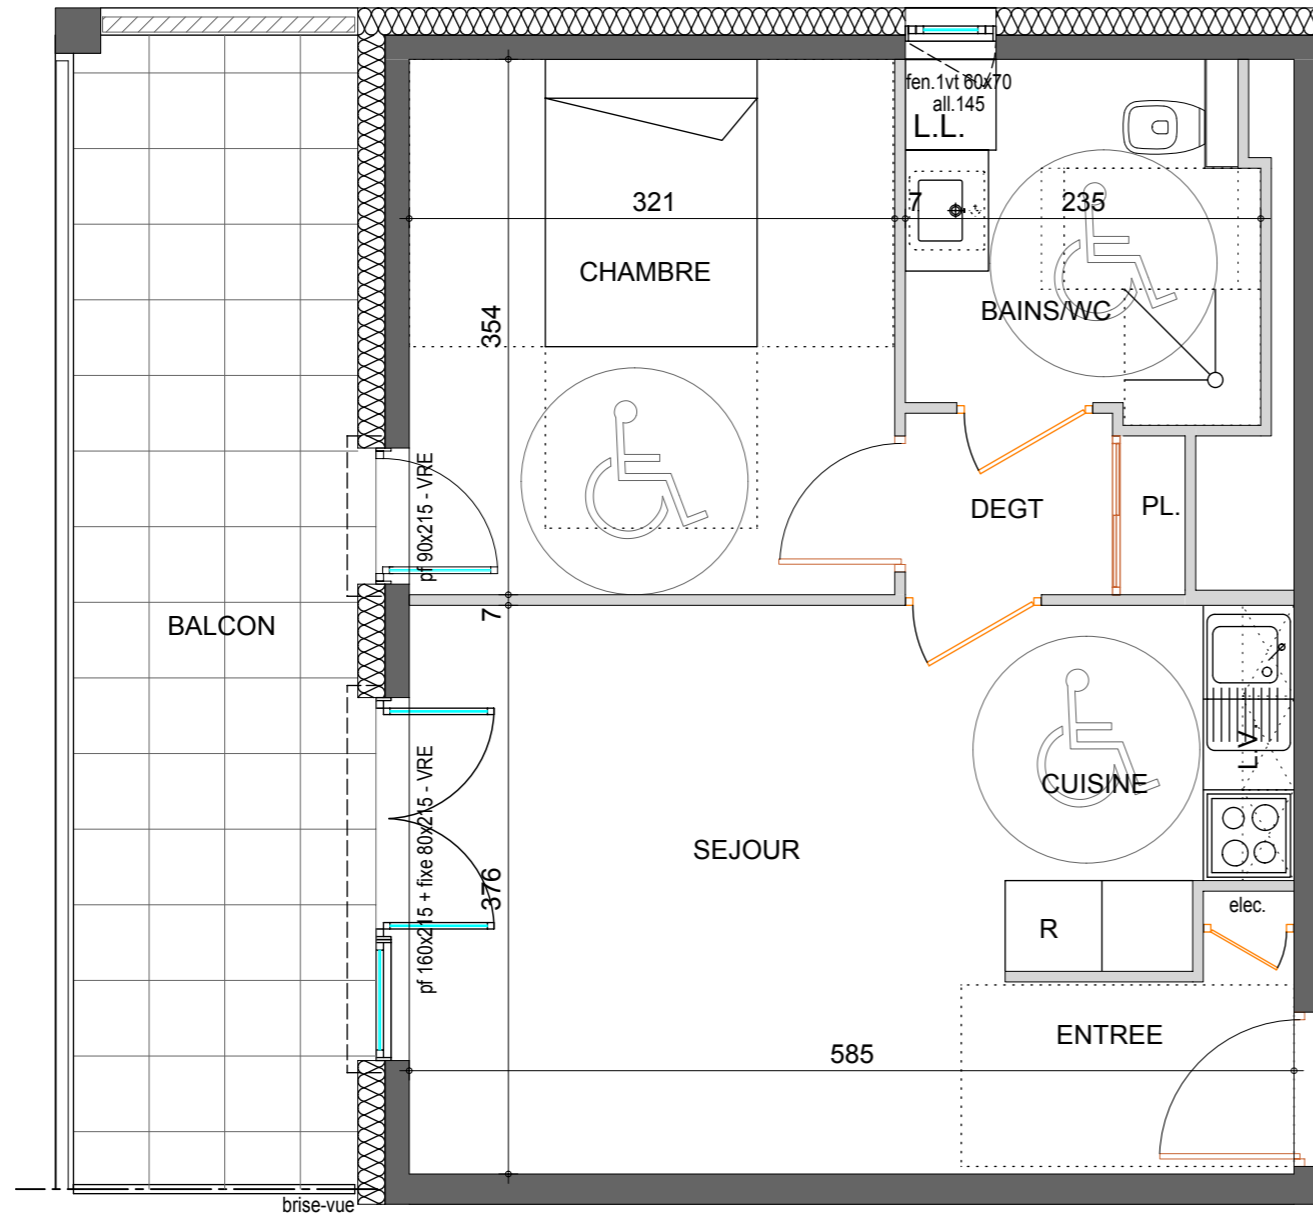 fen.1vt 60x70
all.145
L.L.
321
7
235
CHAMBRE
BAINS/WC
354
pf 90x215 - VRE
DEGT
PL.
7
BALCON
L.V.
CUISINE
SEJOUR
pf 160x215 + fixe 80x215 - VRE
376
R
elec.
ENTREE
585
brise-vue